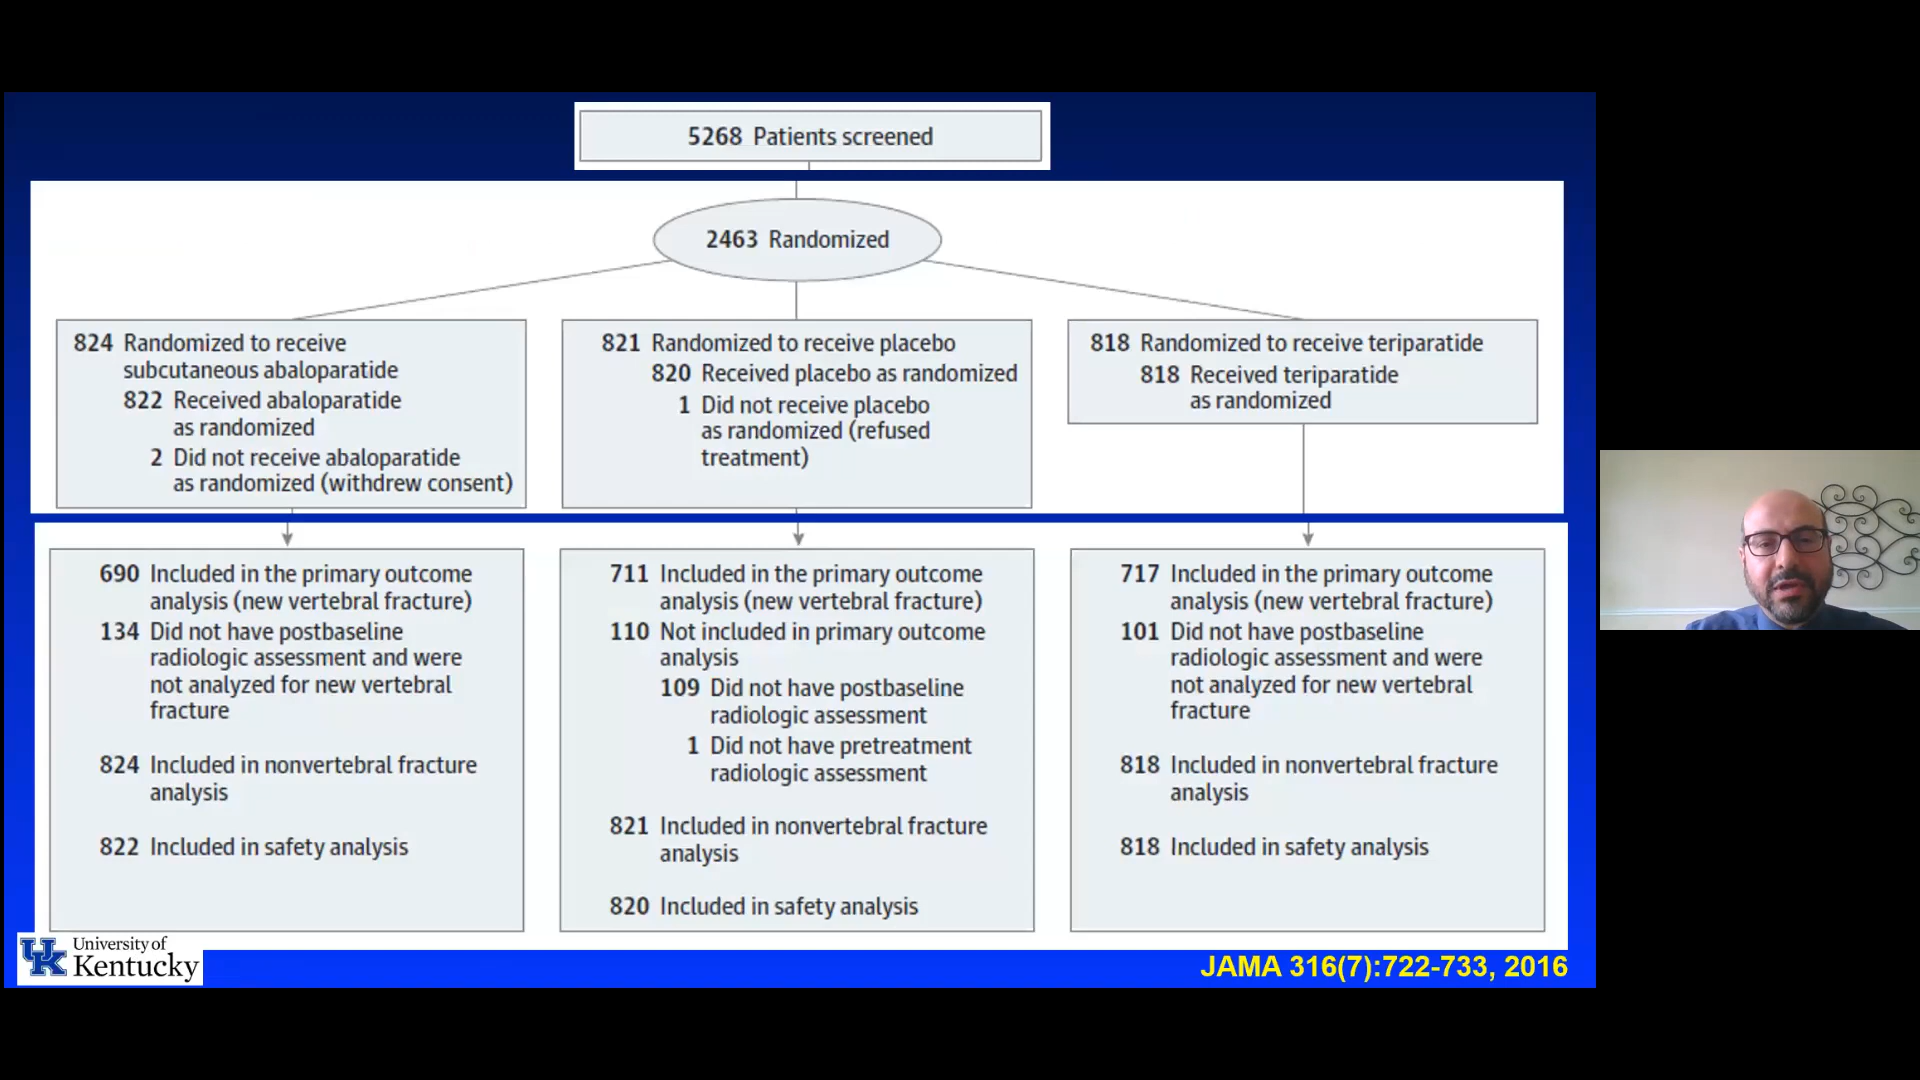 5268 Patients screened
2463 Randomized
824 Randomized to receive
subcutaneous abaloparatide
822 Received abaloparatide
as randomized
2 Did not receive abaloparatide
as randomized (withdrew consent)
821 Randomized to receive placebo
820 Received placebo as randomized
1 Did not receive placebo
as randomized (refused
treatment)
818 Randomized to receive teriparatide
818 Received teriparatide
as randomized
690 Included in the primary outcome
analysis (new vertebral fracture)
134 Did not have postbaseline
radiologic assessment and were
not analyzed for new vertebral
fracture
824 Included in nonvertebral fracture
analysis
822 Included in safety analysis
711 Included in the primary outcome
analysis (new vertebral fracture)
110 Not included in primary outcome
analysis
109 Did not have postbaseline
radiologic assessment
1 Did not have pretreatment
radiologic assessment
821 Included in nonvertebral fracture
analysis
820 Included in safety analysis
717 Included in the primary outcome
analysis (new vertebral fracture)
101 Did not have postbaseline
radiologic assessment and were
not analyzed for new vertebral
fracture
818 Included in nonvertebral fracture
analysis
818 Included in safety analysis
UK University of
Kentucky
JAMA 316(7):722-733, 2016